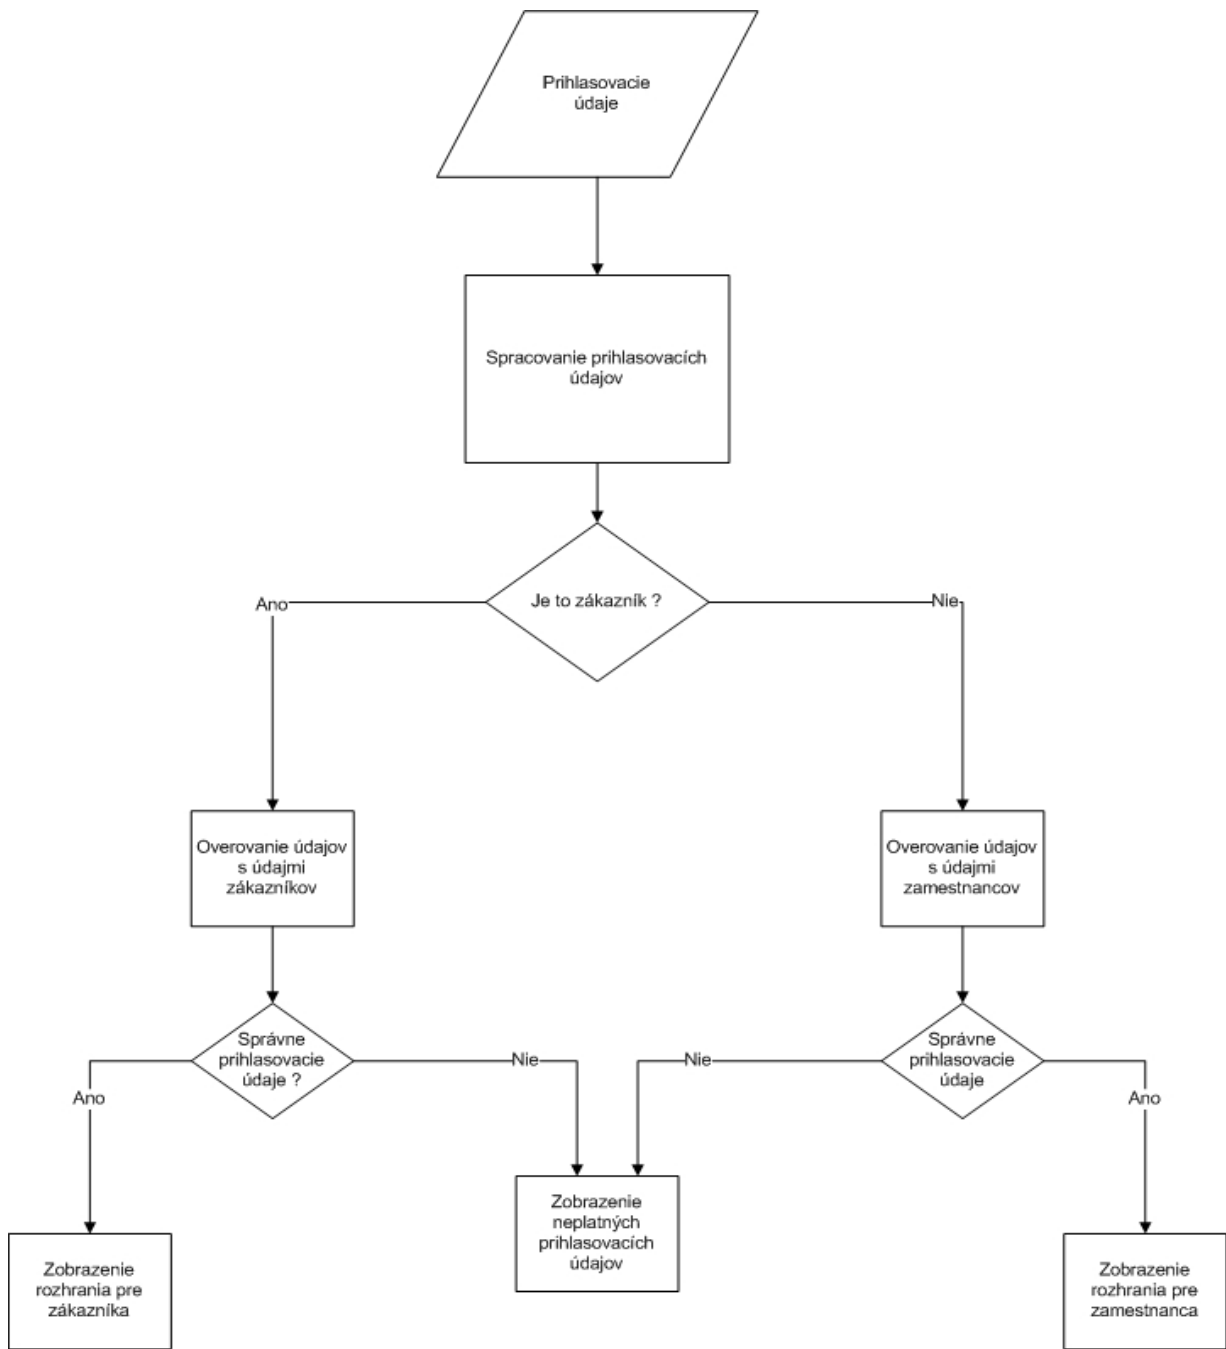 Prihlasovacie
údaje
Spracovanie prihlasovacích
údajov
Je to zákazník ?
Ano
Nie
Overovanie údajov
s údajmi
zákazníkov
Overovanie údajov
s údajmi
zamestnancov
Správne
prihlasovacie
údaje ?
Nie
Ano
Nie
Správne
prihlasovacie
údaje
Ano
Zobrazenie
neplatných
prihlasovacích
údajov
Zobrazenie
rozhrania pre
zákazníka
Zobrazenie
rozhrania pre
zamestnanca